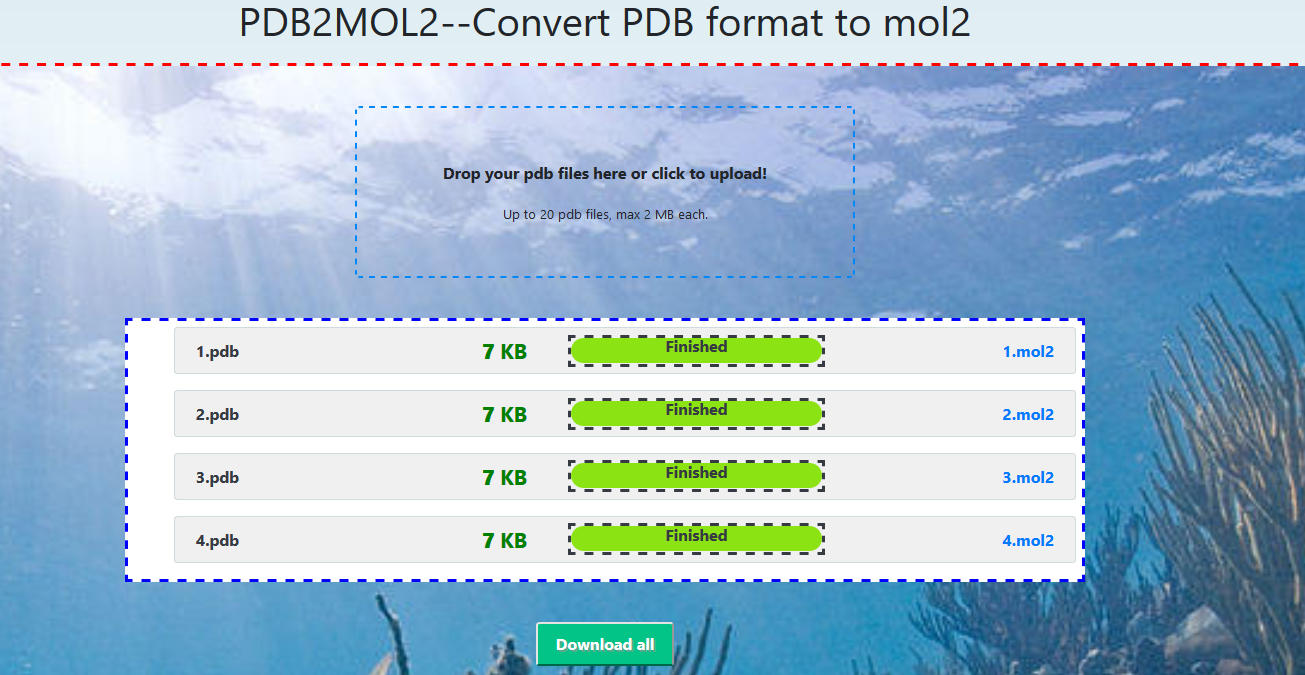 PDB2MOL2--Convert PDB format to mol2
Drop your pdb files here or click to upload!
Up to 20 pdb files, max 2 MB each.
1.pdb 7 KB Finished 1.mol2
2.pdb 7 KB Finished 2.mol2
3.pdb 7 KB Finished 3.mol2
4.pdb 7 KB Finished 4.mol2
Download all